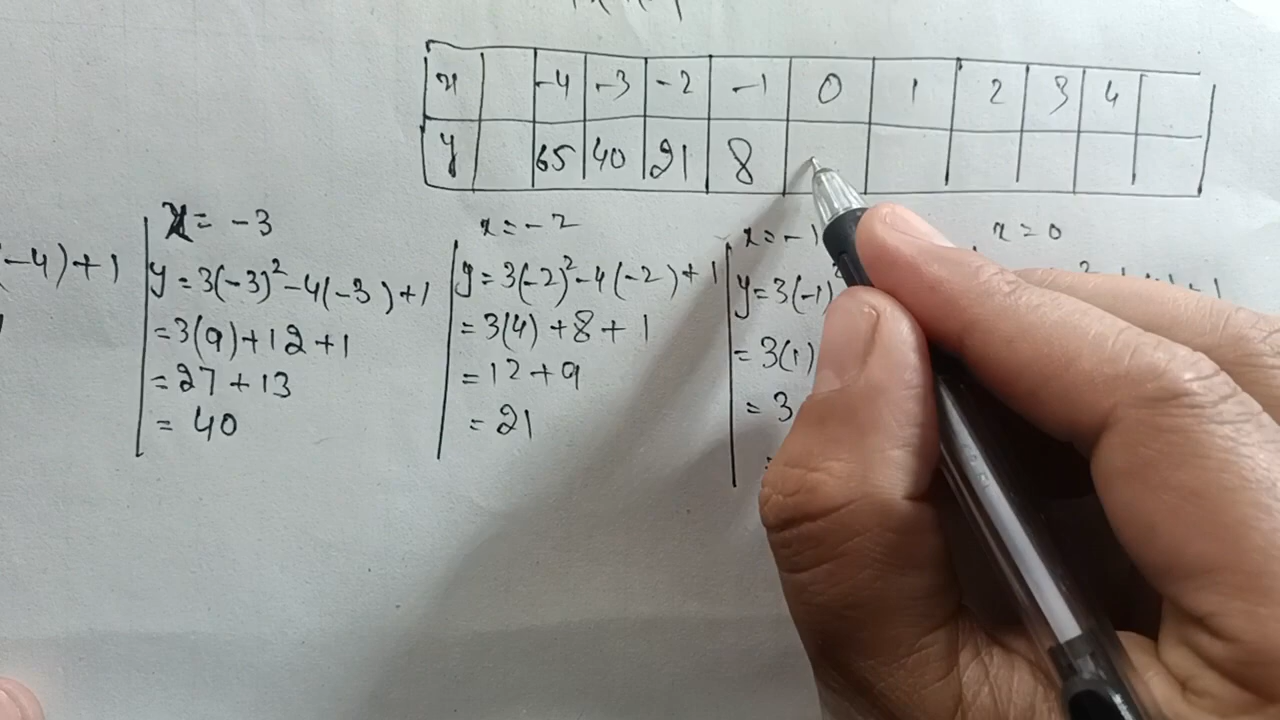 x -4 -3 -2 -1 0 1 2 3 4
y 65 40 21 8
-4)+1
x = -3
y = 3(-3)² - 4(-3) + 1
= 3(9) + 12 + 1
= 27 + 13
= 40
x = -2
y = 3(-2)² - 4(-2) + 1
= 3(4) + 8 + 1
= 12 + 9
= 21
x = -1
y = 3(-1)
= 3(1)
= 3
x = 0